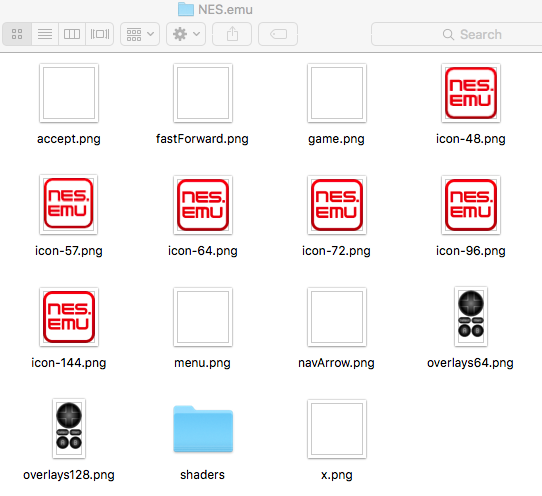 NES.emu
Search
accept.png
fastForward.png
game.png
NES.
EMU
icon-48.png
NES.
EMU
icon-57.png
NES.
EMU
icon-64.png
NES.
EMU
icon-72.png
NES.
EMU
icon-96.png
NES.
EMU
icon-144.png
menu.png
navArrow.png
overlays64.png
overlays128.png
shaders
x.png